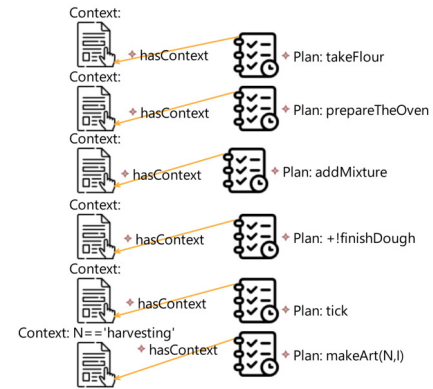 Context:
hasContext
Plan: takeFlour
Context:
hasContext
Plan: prepareTheOven
Context:
hasContext
Plan: addMixture
Context:
hasContext
Plan: +!finishDough
Context:
hasContext
Plan: tick
Context: N=='harvesting'
hasContext
Plan: makeArt(N,I)